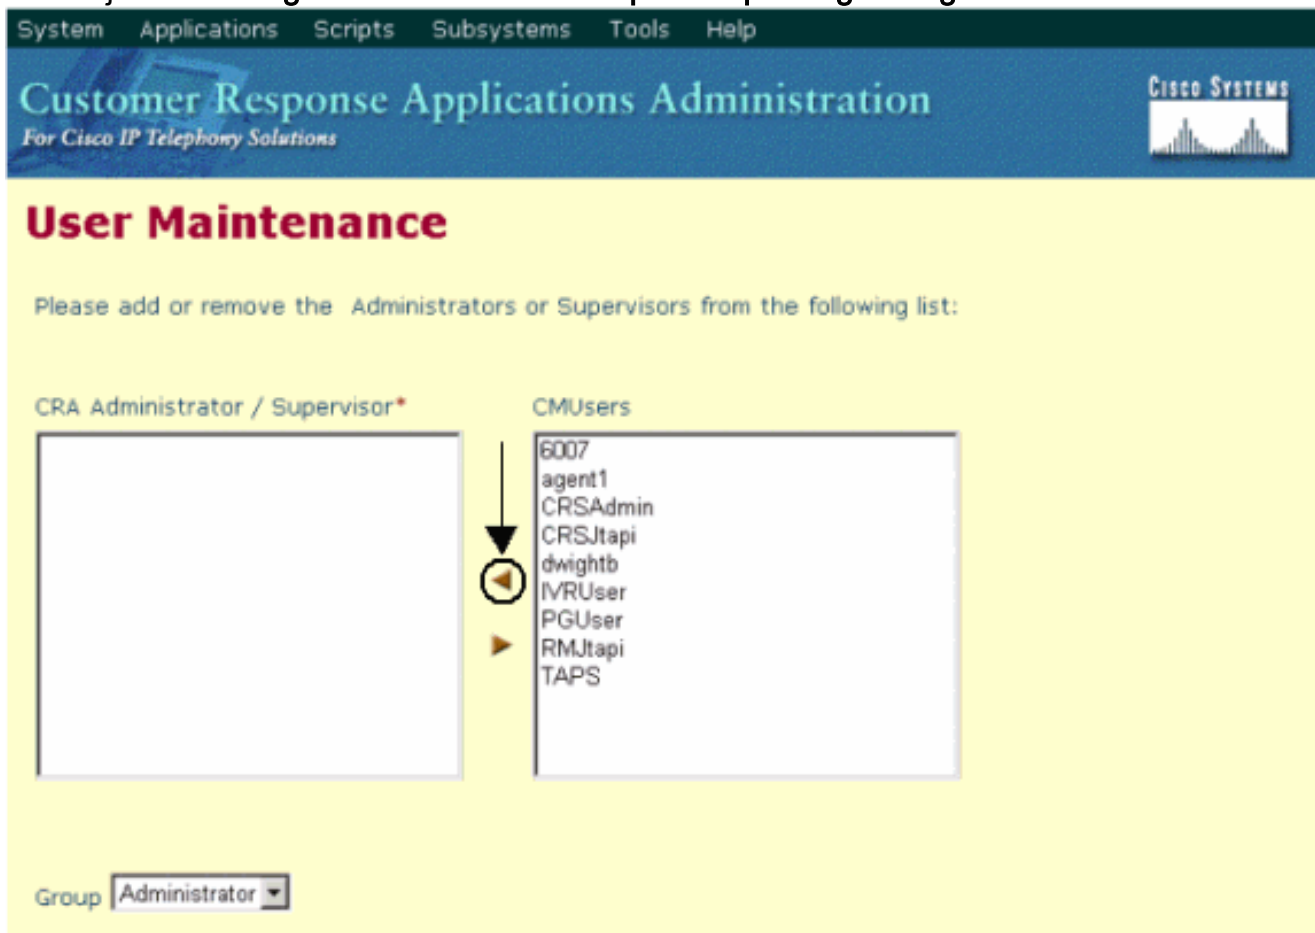 System Applications Scripts Subsystems Tools Help
Customer Response Applications Administration
For Cisco IP Telephony Solutions
CISCO SYSTEMS
User Maintenance
Please add or remove the Administrators or Supervisors from the following list:
CRA Administrator / Supervisor*
CMUsers
6007
agent1
CRSAdmin
CRSJtapi
dwightb
IVRUser
PGUser
RMJtapi
TAPS
Group Administrator